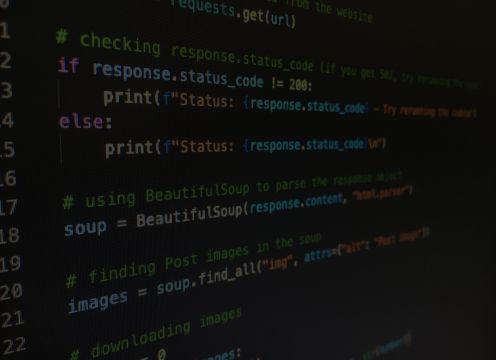 from the website
requests.get(url)
1
# checking response.status_code (if you get 502, try rerunning the
2
if response.status_code != 200:
3
print(f"Status: {response.status_code} - Try rerunning the code\n")
4
else:
15
print(f"Status: {response.status_code}\n")
16
17
# using BeautifulSoup to parse the response object
18
soup = BeautifulSoup(response.content, "html.parser")
19
20
# finding Post images in the soup
21
images = soup.find_all("img", attrs={"alt": "Post image"})
22
# downloading images
= 0
images: